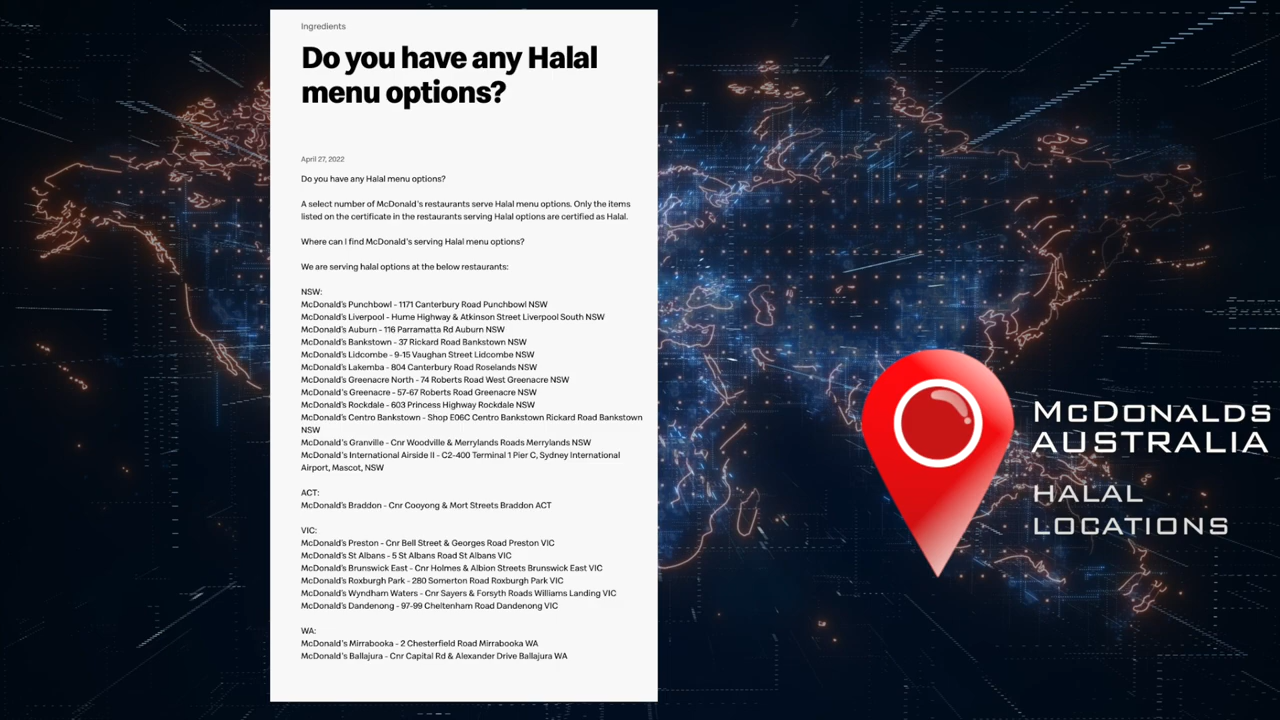 Ingredients
Do you have any Halal
menu options?
April 27, 2022
Do you have any Halal menu options?
A select number of McDonald's restaurants serve Halal menu options. Only the items
listed on the certificate in the restaurants serving Halal options are certified as Halal.
Where can I find McDonald's serving Halal menu options?
We are serving halal options at the below restaurants:
NSW:
McDonald's Punchbowl - 1171 Canterbury Road Punchbowl NSW
McDonald's Liverpool - Hume Highway & Atkinson Street Liverpool South NSW
McDonald's Auburn - 116 Parramatta Rd Auburn NSW
McDonald's Bankstown - 37 Rickard Road Bankstown NSW
McDonald's Lidcombe - 9-15 Vaughan Street Lidcombe NSW
McDonald's Lakemba - 804 Canterbury Road Roselands NSW
McDonald's Greenacre North - 74 Roberts Road West Greenacre NSW
McDonald's Greenacre - 57-67 Roberts Road Greenacre NSW
McDonald's Rockdale - 603 Princess Highway Rockdale NSW
McDonald's Centro Bankstown - Shop E06C Centro Bankstown Rickard Road Bankstown
NSW
McDonald's Granville - Cnr Woodville & Merrylands Roads Merrylands NSW
McDonald's International Airside II - C2-400 Terminal 1 Pier C, Sydney International
Airport, Mascot, NSW
ACT:
McDonald's Braddon - Cnr Cooyong & Mort Streets Braddon ACT
VIC:
McDonald's Preston - Cnr Bell Street & Georges Road Preston VIC
McDonald's St Albans - 5 St Albans Road St Albans VIC
McDonald's Brunswick East - Cnr Holmes & Albion Streets Brunswick East VIC
McDonald's Roxburgh Park - 280 Somerton Road Roxburgh Park VIC
McDonald's Wyndham Waters - Cnr Sayers & Forsyth Roads Williams Landing VIC
McDonald's Dandenong - 97-99 Cheltenham Road Dandenong VIC
WA:
McDonald's Mirrabooka - 2 Chesterfield Road Mirrabooka WA
McDonald's Ballajura - Cnr Capital Rd & Alexander Drive Ballajura WA
McDONALDS
AUSTRALIA
HALAL
LOCATIONS